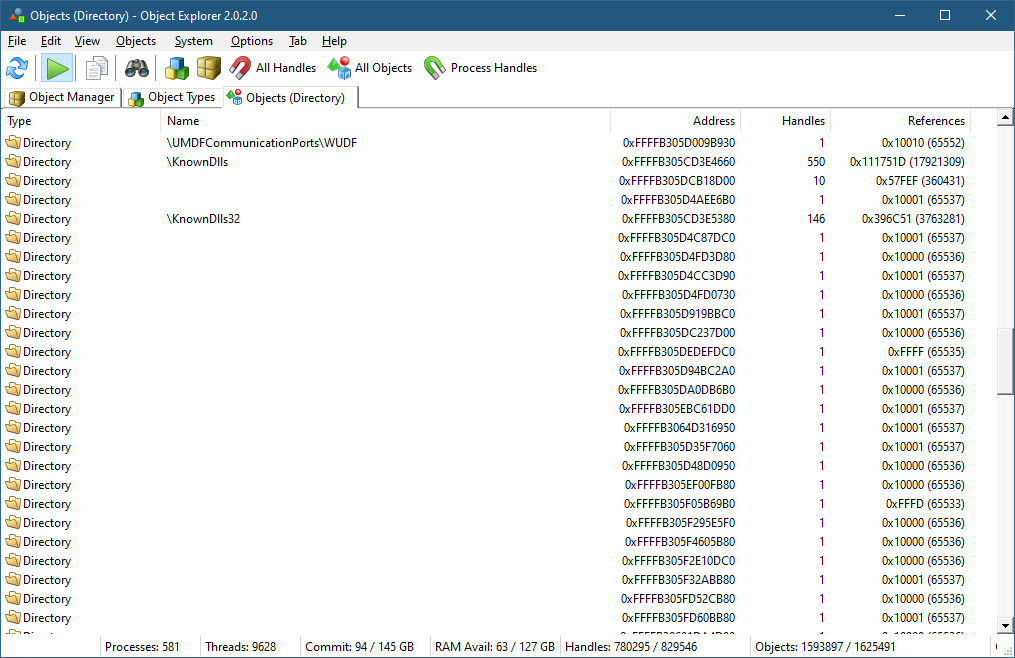 Objects (Directory) - Object Explorer 2.0.2.0
File Edit View Objects System Options Tab Help
All Handles All Objects Process Handles
Object Manager Object Types Objects (Directory)
Type Name Address Handles References
Directory \UMDFCommunicationPorts\WUDF 0xFFFFB305D009B930 1 0x10010 (65552)
Directory \KnownDlls 0xFFFFB305CD3E4660 550 0x111751D (17921309)
Directory 0xFFFFB305DCB18D00 10 0x57FEF (360431)
Directory 0xFFFFB305D4AEE6B0 1 0x10001 (65537)
Directory \KnownDlls32 0xFFFFB305CD3E5380 146 0x396C51 (3763281)
Directory 0xFFFFB305D4C87DC0 1 0x10001 (65537)
Directory 0xFFFFB305D4FD3D80 1 0x10000 (65536)
Directory 0xFFFFB305D4CC3D90 1 0x10001 (65537)
Directory 0xFFFFB305D4FD0730 1 0x10000 (65536)
Directory 0xFFFFB305D919BBC0 1 0x10001 (65537)
Directory 0xFFFFB305DC237D00 1 0x10000 (65536)
Directory 0xFFFFB305DEDEFDC0 1 0xFFFF (65535)
Directory 0xFFFFB305D94BC2A0 1 0x10001 (65537)
Directory 0xFFFFB305DA0DB6B0 1 0x10000 (65536)
Directory 0xFFFFB305EBC61DD0 1 0x10001 (65537)
Directory 0xFFFFB3064D316950 1 0x10001 (65537)
Directory 0xFFFFB305D35F7060 1 0x10001 (65537)
Directory 0xFFFFB305D48D0950 1 0x10000 (65536)
Directory 0xFFFFB305EF00FB80 1 0x10000 (65536)
Directory 0xFFFFB305F05B69B0 1 0xFFFD (65533)
Directory 0xFFFFB305F295E5F0 1 0x10000 (65536)
Directory 0xFFFFB305F4605B80 1 0x10000 (65536)
Directory 0xFFFFB305F2E10DC0 1 0x10000 (65536)
Directory 0xFFFFB305F32ABB80 1 0x10001 (65537)
Directory 0xFFFFB305FD52CB80 1 0x10000 (65536)
Directory 0xFFFFB305FD60BB80 1 0x10001 (65537)
Processes: 581 Threads: 9628 Commit: 94 / 145 GB RAM Avail: 63 / 127 GB Handles: 780295 / 829546 Objects: 1593897 / 1625491